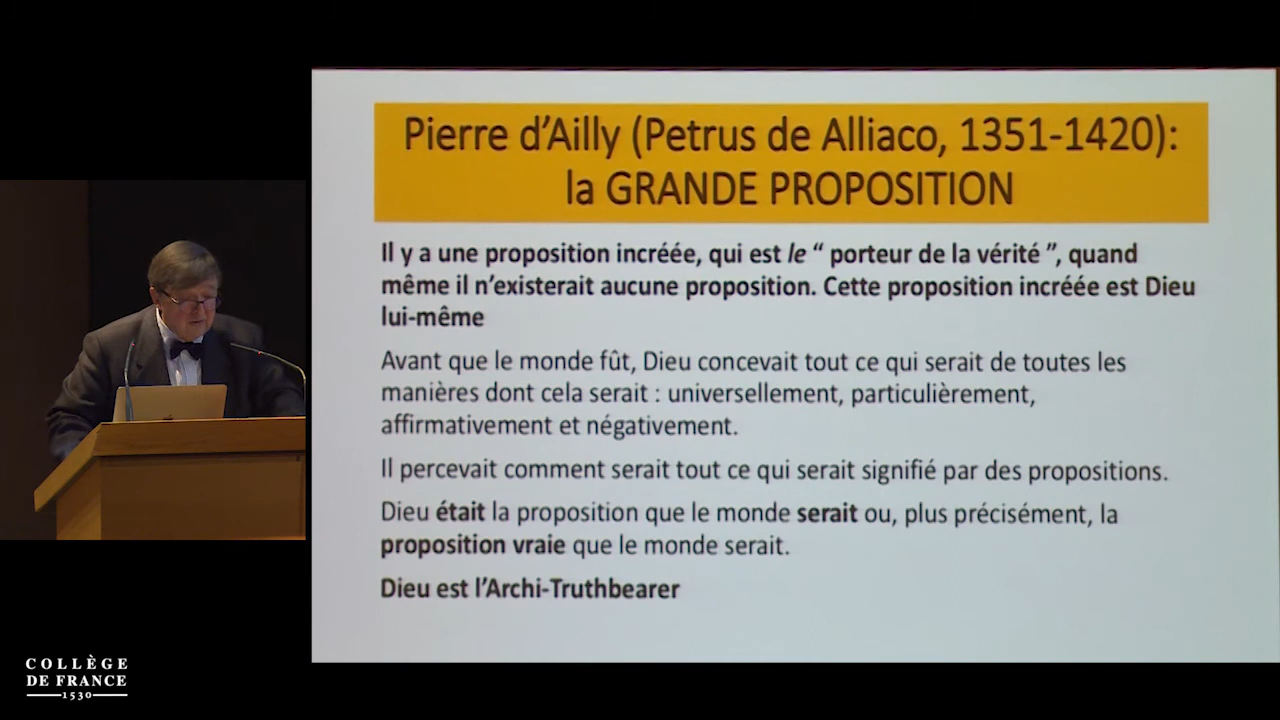 Pierre d’Ailly (Petrus de Alliaco, 1351-1420):
la GRANDE PROPOSITION
Il y a une proposition incréée, qui est le “ porteur de la vérité ”, quand
même il n’existerait aucune proposition. Cette proposition incréée est Dieu
lui-même
Avant que le monde fût, Dieu concevait tout ce qui serait de toutes les
manières dont cela serait : universellement, particulièrement,
affirmativement et négativement.
Il percevait comment serait tout ce qui serait signifié par des propositions.
Dieu était la proposition que le monde serait ou, plus précisément, la
proposition vraie que le monde serait.
Dieu est l’Archi-Truthbearer
COLLÈGE
DE FRANCE
1530